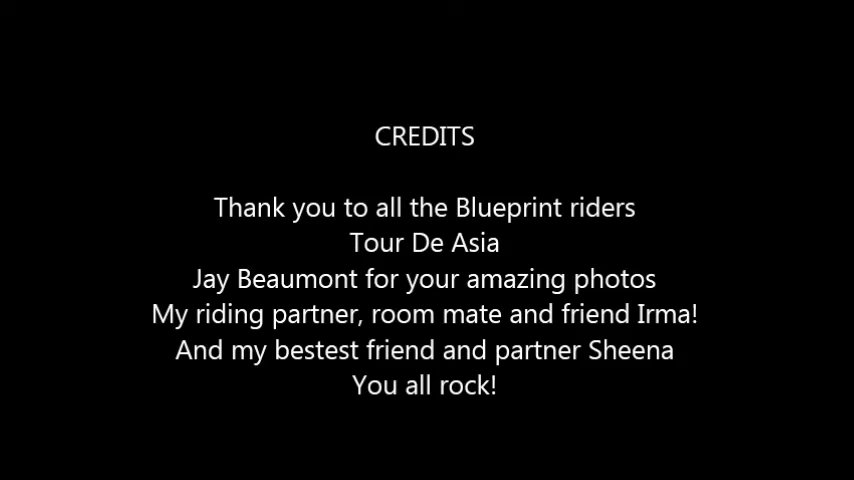 CREDITS
Thank you to all the Blueprint riders
Tour De Asia
Jay Beaumont for your amazing photos
My riding partner, room mate and friend Irma!
And my bestest friend and partner Sheena
You all rock!